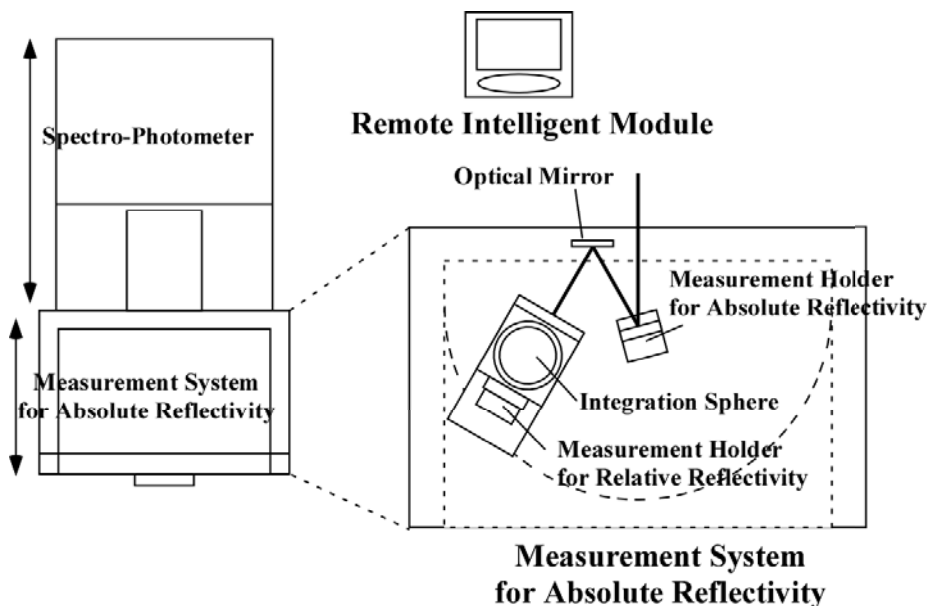 Spectro-Photometer
Remote Intelligent Module
Optical Mirror
Measurement Holder
for Absolute Reflectivity
Measurement System
for Absolute Reflectivity
Integration Sphere
Measurement Holder
for Relative Reflectivity
Measurement System
for Absolute Reflectivity